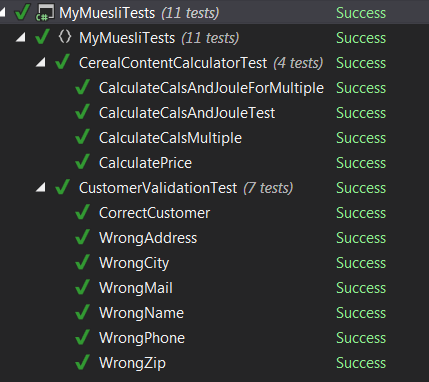 MyMuesliTests (11 tests) Success
{} MyMuesliTests (11 tests) Success
CerealContentCalculatorTest (4 tests) Success
CalculateCalsAndJouleForMultiple Success
CalculateCalsAndJouleTest Success
CalculateCalsMultiple Success
CalculatePrice Success
CustomerValidationTest (7 tests) Success
CorrectCustomer Success
WrongAddress Success
WrongCity Success
WrongMail Success
WrongName Success
WrongPhone Success
WrongZip Success